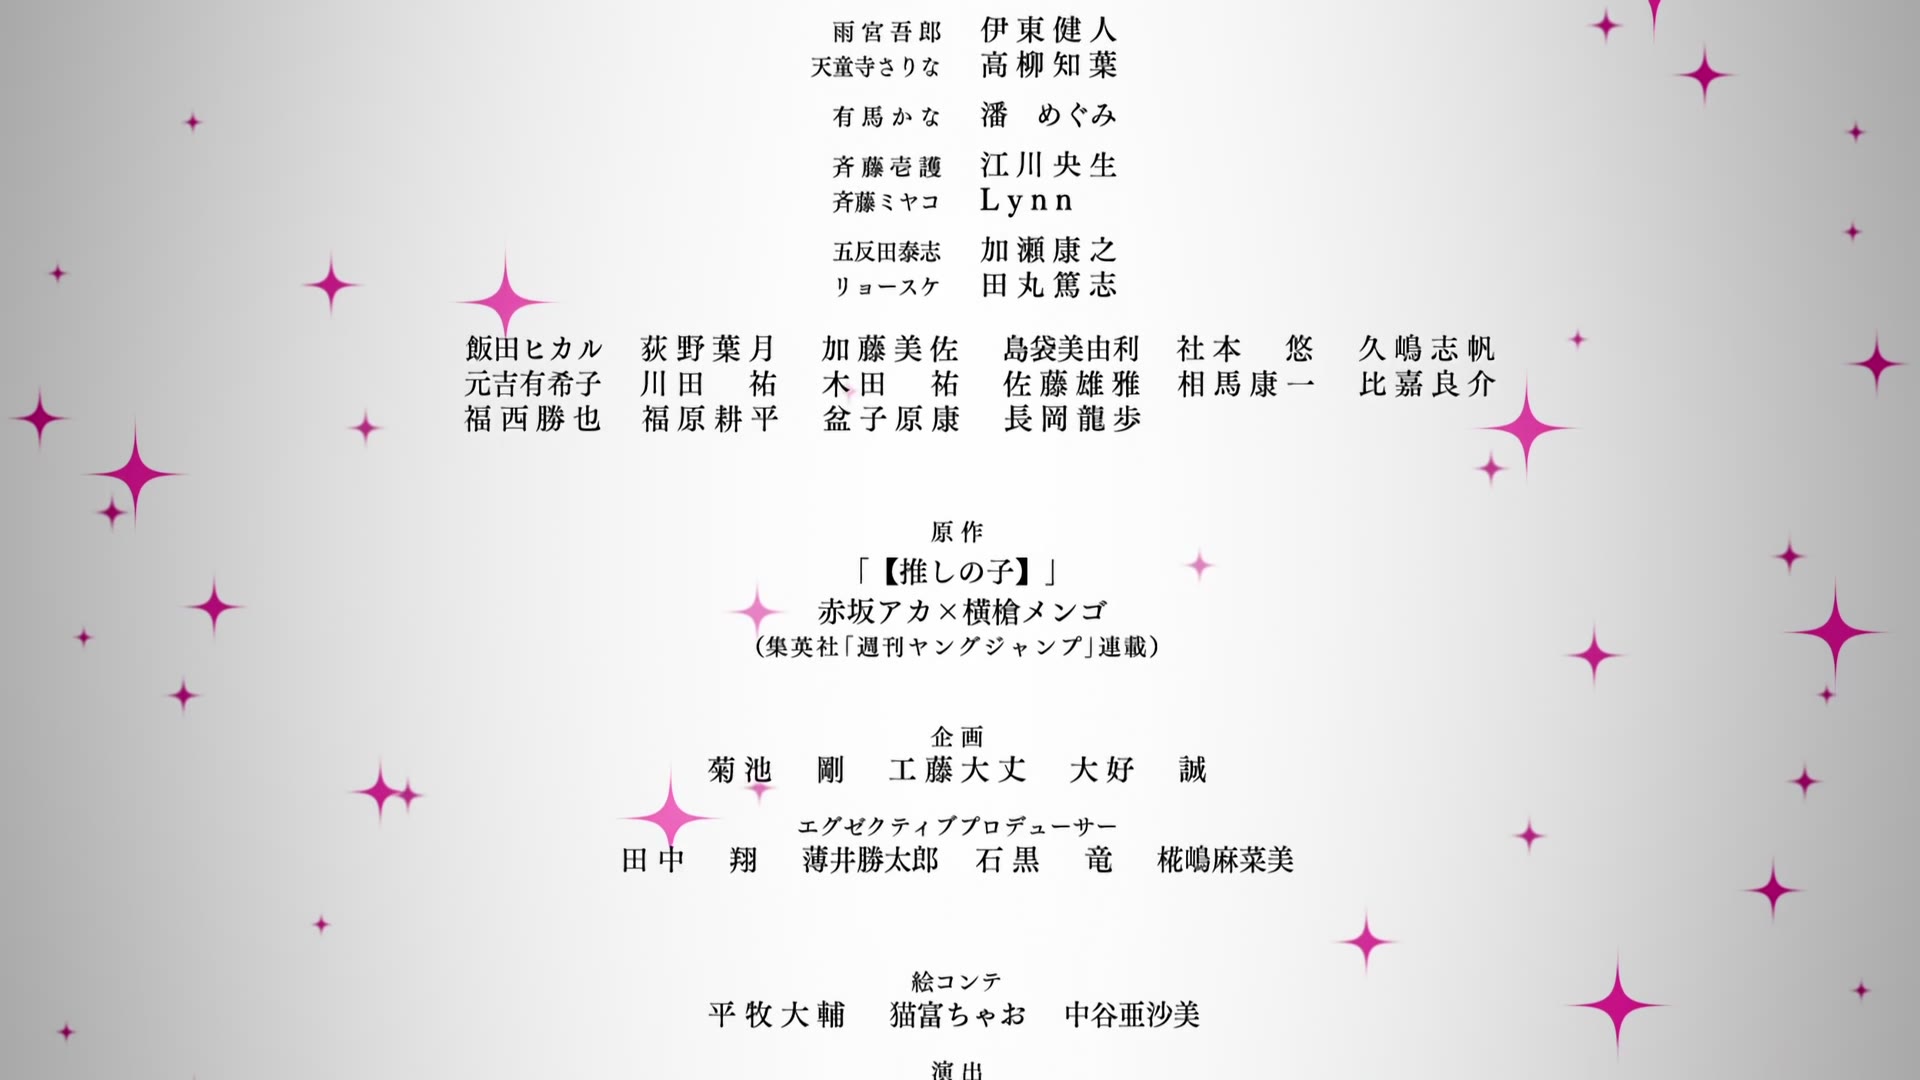 雨宮吾郎 伊東健人
天童寺さりな 高柳知葉
有馬かな 潘 めぐみ
斉藤壱護 江川央生
斉藤ミヤコ Lynn
五反田泰志 加瀬康之
リョースケ 田丸篤志
飯田ヒカル 荻野葉月 加藤美佐 島袋美由利 社本 悠 久嶋志帆
元吉有希子 川田 祐 木田 祐 佐藤雄雅 相馬康一 比嘉良介
福西勝也 福原耕平 盆子原康 長岡龍歩
原作
「【推しの子】」
赤坂アカ×横槍メンゴ
（集英社「週刊ヤングジャンプ」連載）
企画
菊池 剛 工藤大丈 大好 誠
エグゼクティブプロデューサー
田中 翔 薄井勝太郎 石黒 竜 椛嶋麻菜美
絵コンテ
平牧大輔 猫富ちゃお 中谷亜沙美
演出